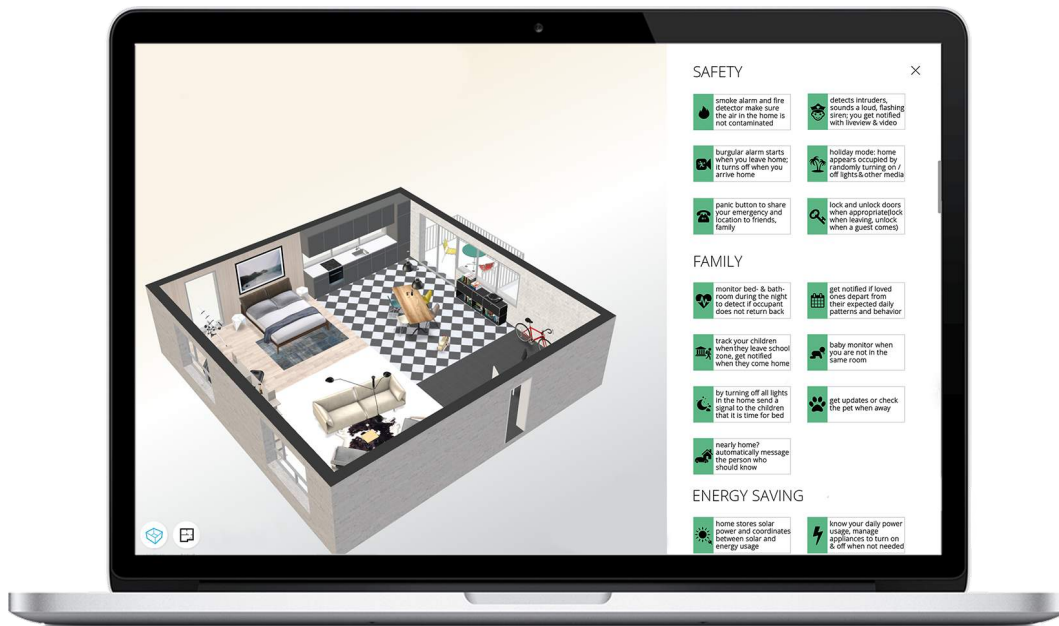 SAFETY
smoke alarm and fire
detector make sure
the air in the home is
not contaminated
detects intruders,
sounds a loud, flashing
siren; you get notified
with liveview & video
burgular alarm starts
when you leave home;
it turns off when you
arrive home
holiday mode: home
appears occupied by
randomly turning on /
off lights & other media
panic button to share
your emergency and
location to friends,
family
lock and unlock doors
when appropriate(lock
when leaving, unlock
when a guest comes)
FAMILY
monitor bed- & bath-
room during the night
to detect if occupant
does not return back
get notified if loved
ones depart from
their expected daily
patterns and behavior
track your children
when they leave school
zone, get notified
when they come home
baby monitor when
you are not in the
same room
by turning off all lights
in the home send a
signal to the children
that it is time for bed
get updates or check
the pet when away
nearly home?
automatically message
the person who
should know
ENERGY SAVING
home stores solar
power and coordinates
between solar and
energy usage
know your daily power
usage, manage
appliances to turn on
& off when not needed